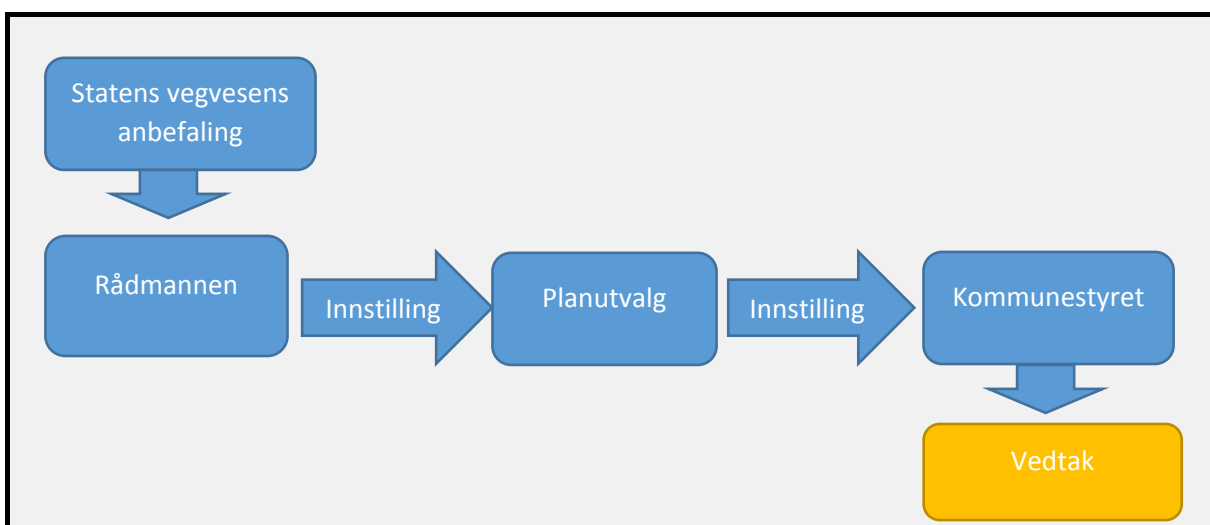 Statens vegvesens
anbefaling
Rådmannen
Innstilling
Planutvalg
Innstilling
Kommunestyret
Vedtak